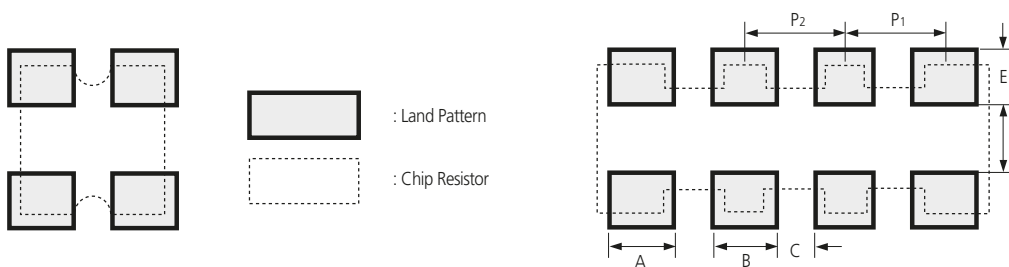 P2 P1
E
: Land Pattern
: Chip Resistor
A B C